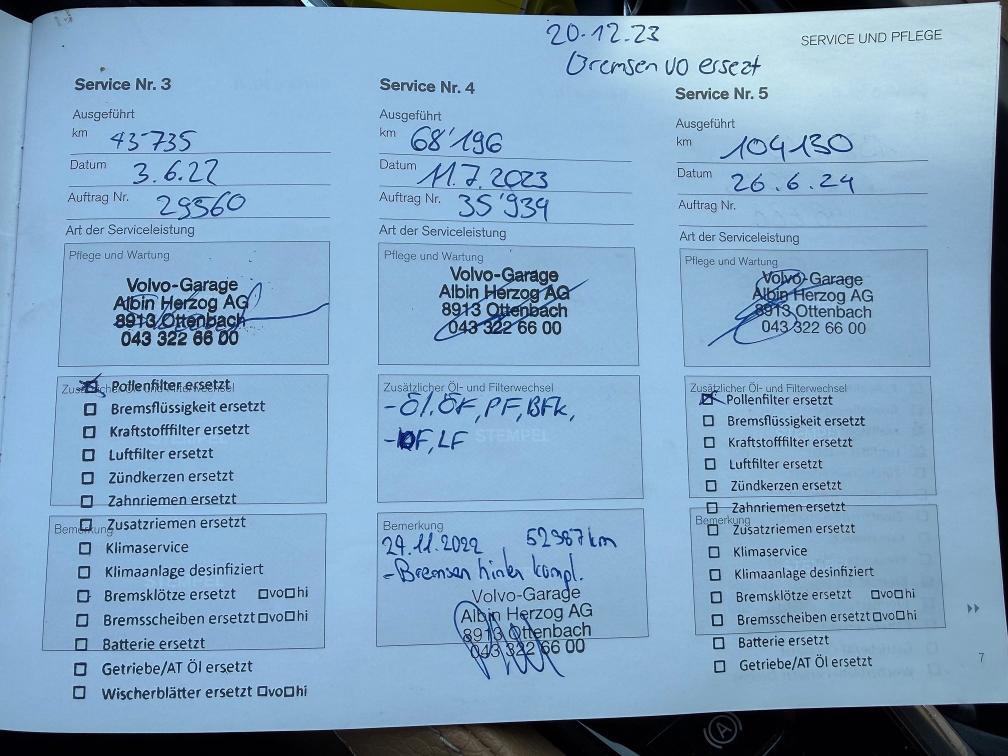 20.12.23
Bremsen vo ersezt
SERVICE UND PFLEGE
Service Nr. 3
Ausgeführt
km 43'735
Datum 3.6.22
Auftrag Nr. 29360
Art der Serviceleistung
Pflege und Wartung
Volvo-Garage
Albin Herzog AG
8913 Ottenbach
043 322 66 00
Zusätzlicher Öl- und Filterwechsel
Pollenfilter ersetzt
Bremsflüssigkeit ersetzt
Kraftstofffilter ersetzt
Luftfilter ersetzt
Zündkerzen ersetzt
Zahnriemen ersetzt
Bemerkung
Zusatzriemen ersetzt
Klimaservice
Klimaanlage desinfiziert
Bremsklötze ersetzt ☐vo☐hi
Bremsscheiben ersetzt☐vo☐hi
Batterie ersetzt
Getriebe/AT Öl ersetzt
Wischerblätter ersetzt ☐vo☐hi
Service Nr. 4
Ausgeführt
km 68'196
Datum 11.7.2023
Auftrag Nr. 35'934
Art der Serviceleistung
Pflege und Wartung
Volvo-Garage
Albin Herzog AG
8913 Ottenbach
043 322 66 00
Zusätzlicher Öl- und Filterwechsel
-Öl, ÖF, PF, BFk,
LF
STEMPEL
Bemerkung
24.11.2022 52987km
-Bremsen hinten kompl.
Volvo-Garage
Albin Herzog AG
8913 Ottenbach
043 322 66 00
Service Nr. 5
Ausgeführt
km 104130
Datum 26.6.24
Auftrag Nr.
Art der Serviceleistung
Pflege und Wartung
Volvo-Garage
Albin Herzog AG
8913 Ottenbach
043 322 66 00
Zusätzlicher Öl- und Filterwechsel
Pollenfilter ersetzt
Bremsflüssigkeit ersetzt
Kraftstofffilter ersetzt
Luftfilter ersetzt
Zündkerzen ersetzt
Zahnriemen ersetzt
Bemerkung
Zusatzriemen ersetzt
Klimaservice
Klimaanlage desinfiziert
Bremsklötze ersetzt ☐vo☐hi
Bremsscheiben ersetzt☐vo☐hi
Batterie ersetzt
Getriebe/AT Öl ersetzt
7